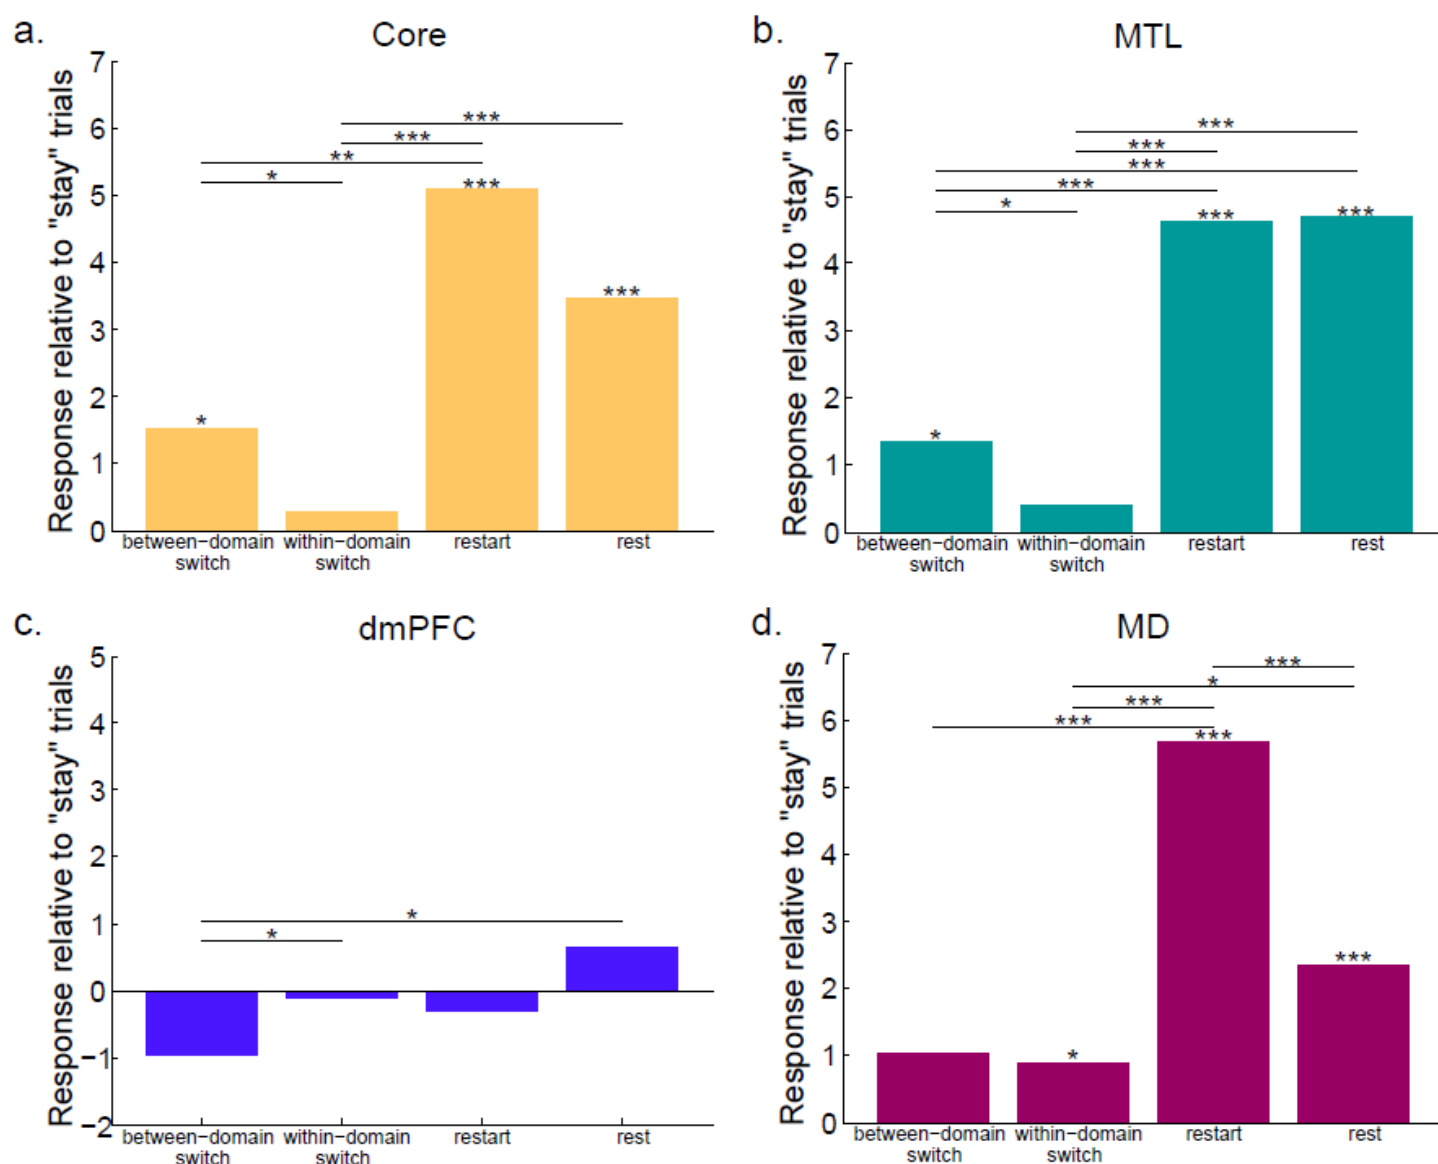 a.
Core
Response relative to "stay" trials
7
6
5
4
3
2
1
0
***
***
**
*
***
***
*
between-domain
switch
within-domain
switch
restart
rest
b.
MTL
Response relative to "stay" trials
7
6
5
4
3
2
1
0
***
***
***
***
*
***
***
*
between-domain
switch
within-domain
switch
restart
rest
c.
dmPFC
Response relative to "stay" trials
5
4
3
2
1
0
−1
−2
*
*
between-domain
switch
within-domain
switch
restart
rest
d.
MD
Response relative to "stay" trials
7
6
5
4
3
2
1
0
***
*
***
***
***
***
*
between-domain
switch
within-domain
switch
restart
rest